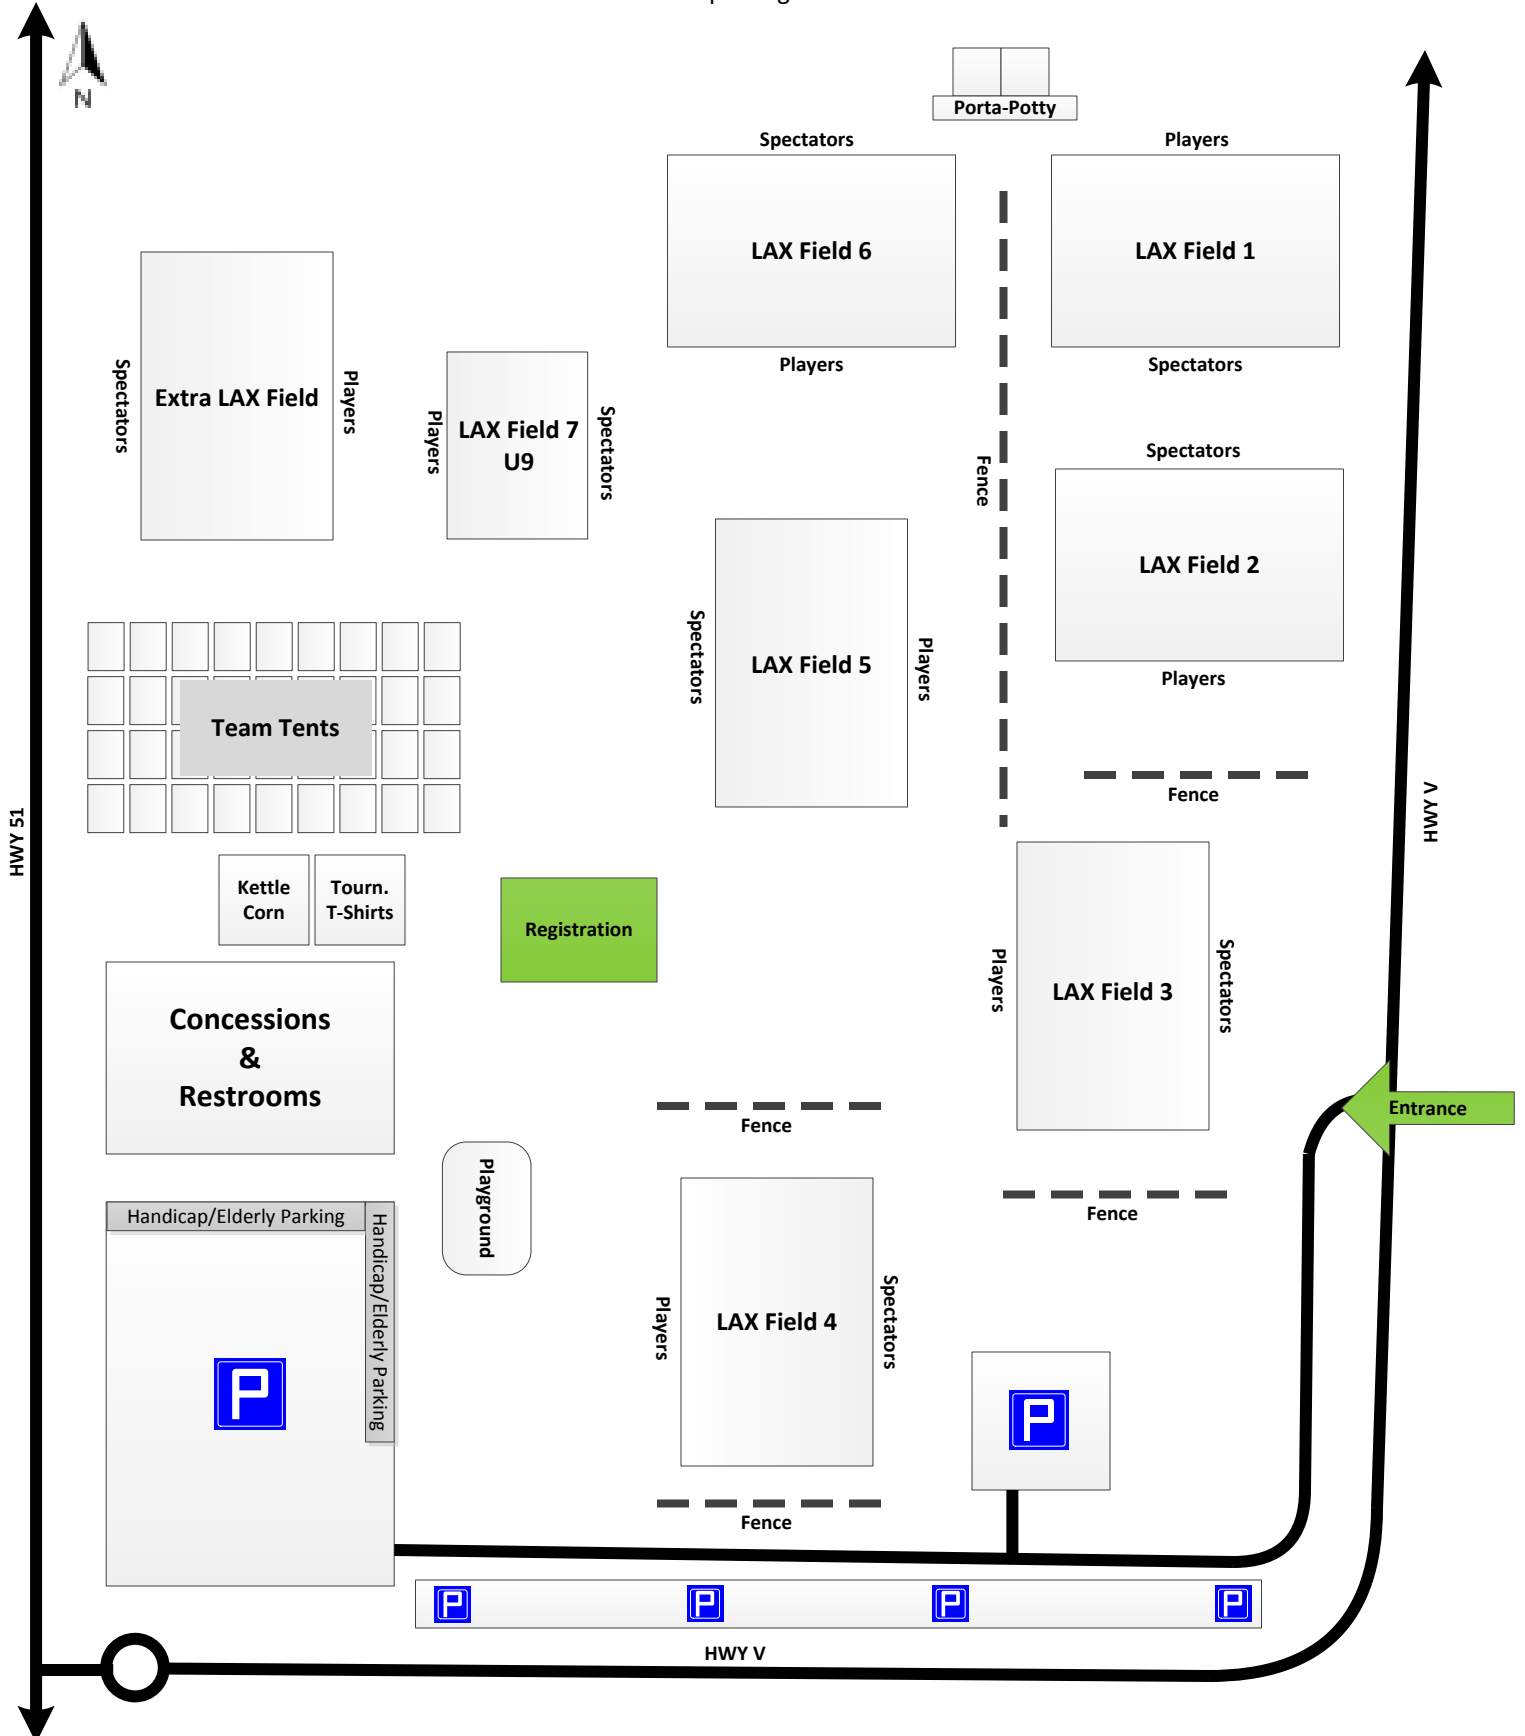 N
Porta-Potty
Spectators
Players
LAX Field 6
LAX Field 1
Players
Spectators
Spectators
Extra LAX Field
Players
Players
LAX Field 7
U9
Spectators
Fence
Spectators
LAX Field 2
Players
Spectators
LAX Field 5
Players
Team Tents
Fence
HWY 51
HWY V
Kettle
Corn
Tourn.
T-Shirts
Registration
Players
LAX Field 3
Spectators
Concessions
&
Restrooms
Entrance
Fence
Playground
Fence
Handicap/Elderly Parking
Handicap/Elderly Parking
Players
LAX Field 4
Spectators
P
P
Fence
P
P
P
P
HWY V